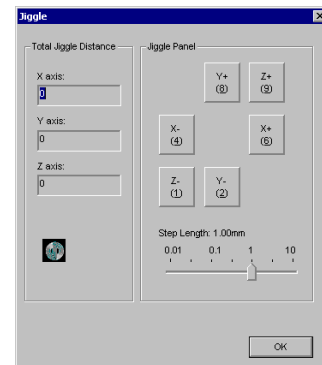 Jiggle
Total Jiggle Distance
X axis:
0
Y axis:
0
Z axis:
0
Jiggle Panel
Y+
(8)
Z+
(9)
X-
(4)
X+
(6)
Z-
(1)
Y-
(2)
Step Length: 1.00mm
0.01 0.1 1 10
OK